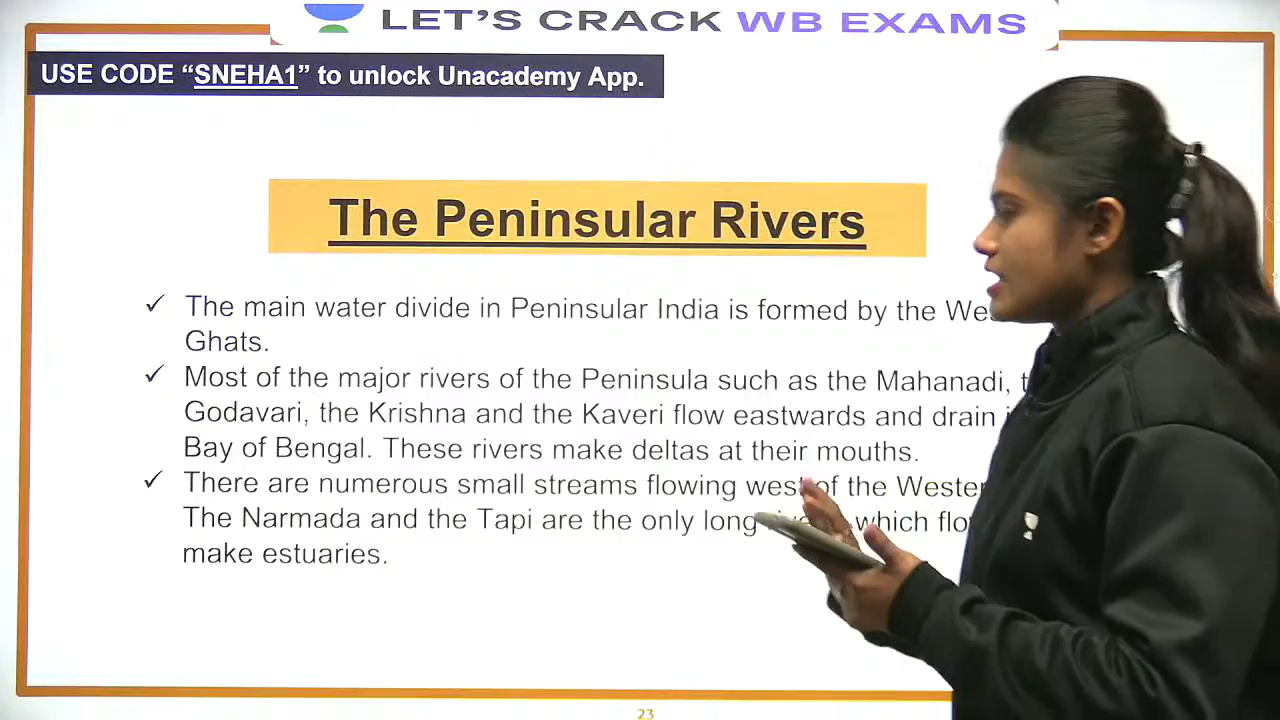 LET'S CRACK WB EXAMS
USE CODE “SNEHA1” to unlock Unacademy App.
The Peninsular Rivers
✓ The main water divide in Peninsular India is formed by the
Ghats.
✓ Most of the major rivers of the Peninsula such as the Mahanadi,
Godavari, the Krishna and the Kaveri flow eastwards and drain
Bay of Bengal. These rivers make deltas at their mouths.
✓ There are numerous small streams flowing west of the
The Narmada and the Tapi are the only long which
make estuaries.
23